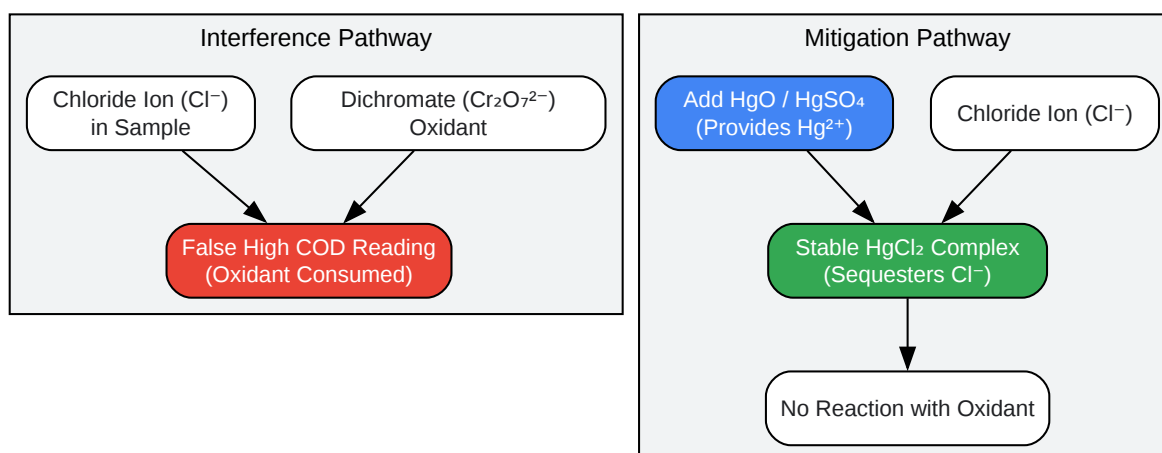 Interference Pathway
Chloride Ion (Cl⁻)
in Sample
Dichromate (Cr₂O₇²⁻)
Oxidant
False High COD Reading
(Oxidant Consumed)
Mitigation Pathway
Add HgO / HgSO₄
(Provides Hg²⁺)
Chloride Ion (Cl⁻)
Stable HgCl₂ Complex
(Sequesters Cl⁻)
No Reaction with Oxidant